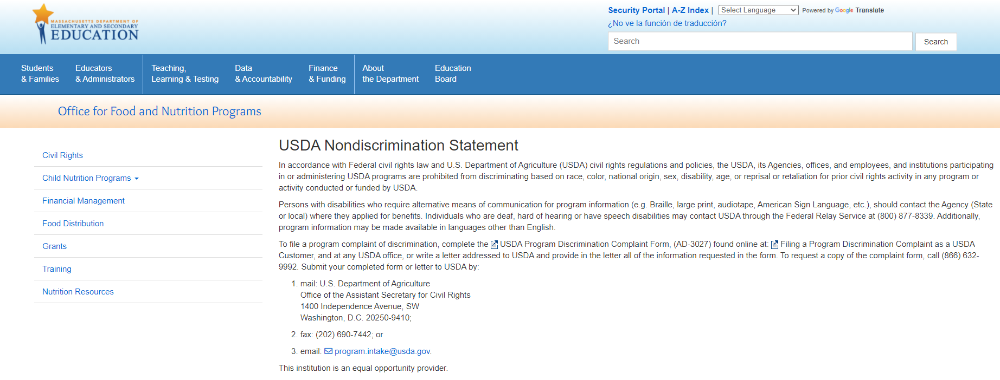 MASSACHUSETTS DEPARTMENT OF
ELEMENTARY AND SECONDARY
EDUCATION
Security Portal | A-Z Index | Select Language Powered by Google Translate
¿No ve la función de traducción?
Search Search
Students
& Families
Educators
& Administrators
Teaching,
Learning & Testing
Data
& Accountability
Finance
& Funding
About
the Department
Education
Board
Office for Food and Nutrition Programs
Civil Rights
Child Nutrition Programs
Financial Management
Food Distribution
Grants
Training
Nutrition Resources
USDA Nondiscrimination Statement
In accordance with Federal civil rights law and U.S. Department of Agriculture (USDA) civil rights regulations and policies, the USDA, its Agencies, offices, and employees, and institutions participating
in or administering USDA programs are prohibited from discriminating based on race, color, national origin, sex, disability, age, or reprisal or retaliation for prior civil rights activity in any program or
activity conducted or funded by USDA.
Persons with disabilities who require alternative means of communication for program information (e.g. Braille, large print, audiotape, American Sign Language, etc.), should contact the Agency (State
or local) where they applied for benefits. Individuals who are deaf, hard of hearing or have speech disabilities may contact USDA through the Federal Relay Service at (800) 877-8339. Additionally,
program information may be made available in languages other than English.
To file a program complaint of discrimination, complete the USDA Program Discrimination Complaint Form, (AD-3027) found online at: Filing a Program Discrimination Complaint as a USDA
Customer, and at any USDA office, or write a letter addressed to USDA and provide in the letter all of the information requested in the form. To request a copy of the complaint form, call (866) 632-
9992. Submit your completed form or letter to USDA by:
1. mail: U.S. Department of Agriculture
Office of the Assistant Secretary for Civil Rights
1400 Independence Avenue, SW
Washington, D.C. 20250-9410;
2. fax: (202) 690-7442; or
3. email: program.intake@usda.gov.
This institution is an equal opportunity provider.